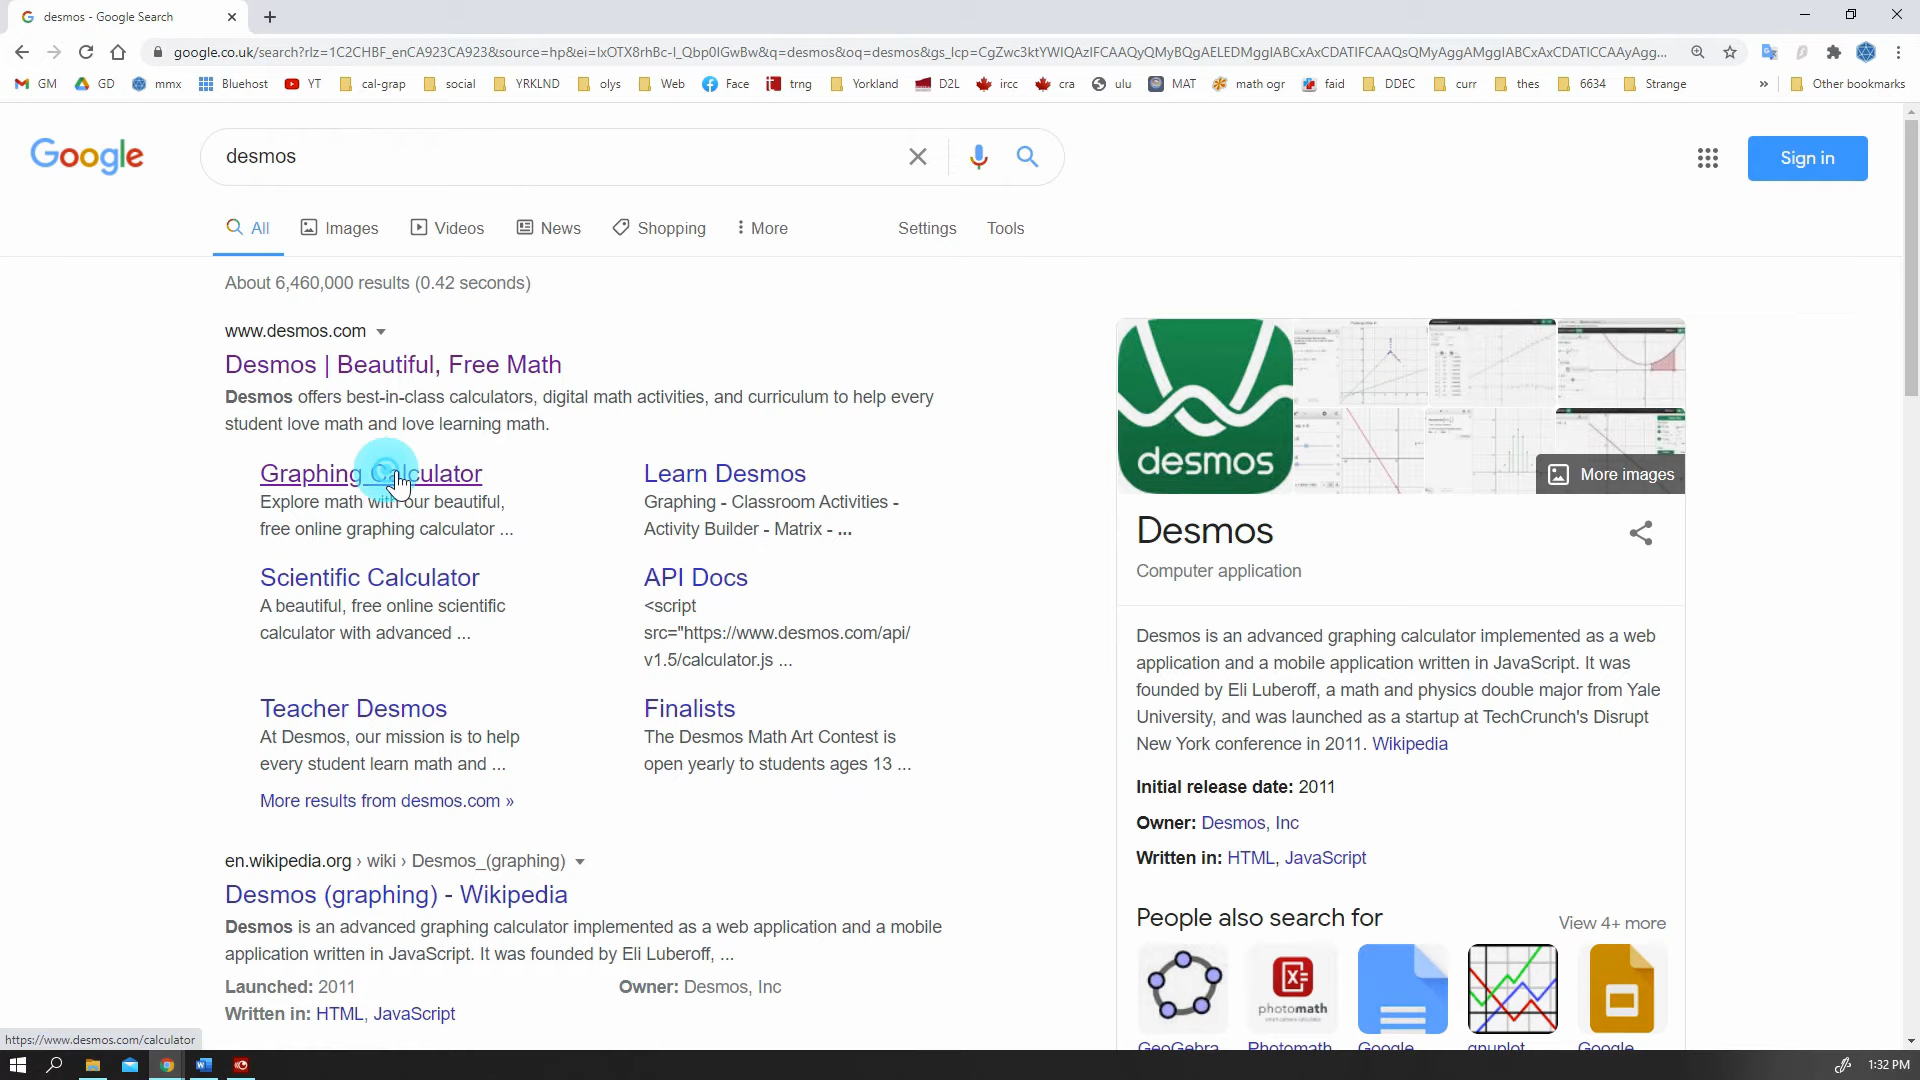 desmos - Google Search
google.co.uk/search?rlz=1C2CHBF_enCA923CA923&source=hp&ei=
GM GD mmx Bluehost YT cal-grap social YRKLND olys Web Face trng Yorkland D2L ircc cra ulu MAT math ogr faid DDEC curr thes 6634 Strange » Other bookmarks
Google
desmos
Sign in
All Images Videos News Shopping More Settings Tools
About 6,460,000 results (0.42 seconds)
www.desmos.com
Desmos | Beautiful, Free Math
Desmos offers best-in-class calculators, digital math activities, and curriculum to help every
student love math and love learning math.
Graphing Calculator
Explore math with our beautiful,
free online graphing calculator ...
Learn Desmos
Graphing - Classroom Activities -
Activity Builder - Matrix - ...
Scientific Calculator
A beautiful, free online scientific
calculator with advanced ...
API Docs
<script
src="https://www.desmos.com/api/
v1.5/calculator.js ...
Teacher Desmos
At Desmos, our mission is to help
every student learn math and ...
Finalists
The Desmos Math Art Contest is
open yearly to students ages 13 ...
More results from desmos.com »
en.wikipedia.org › wiki › Desmos_(graphing)
Desmos (graphing) - Wikipedia
Desmos is an advanced graphing calculator implemented as a web application and a mobile
application written in JavaScript. It was founded by Eli Luberoff, ...
Launched: 2011 Owner: Desmos, Inc
Written in: HTML, JavaScript
desmos
More images
Desmos
Computer application
Desmos is an advanced graphing calculator implemented as a web
application and a mobile application written in JavaScript. It was
founded by Eli Luberoff, a math and physics double major from Yale
University, and was launched as a startup at TechCrunch's Disrupt
New York conference in 2011. Wikipedia
Initial release date: 2011
Owner: Desmos, Inc
Written in: HTML, JavaScript
People also search for
View 4+ more
photomath
GeoGebra Photomath Google gnuplot Google
https://www.desmos.com/calculator
1:32 PM